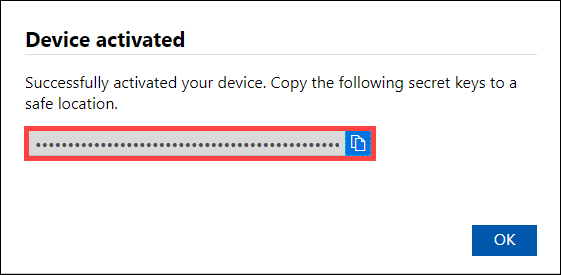 Device activated
Successfully activated your device. Copy the following secret keys to a
safe location.
OK